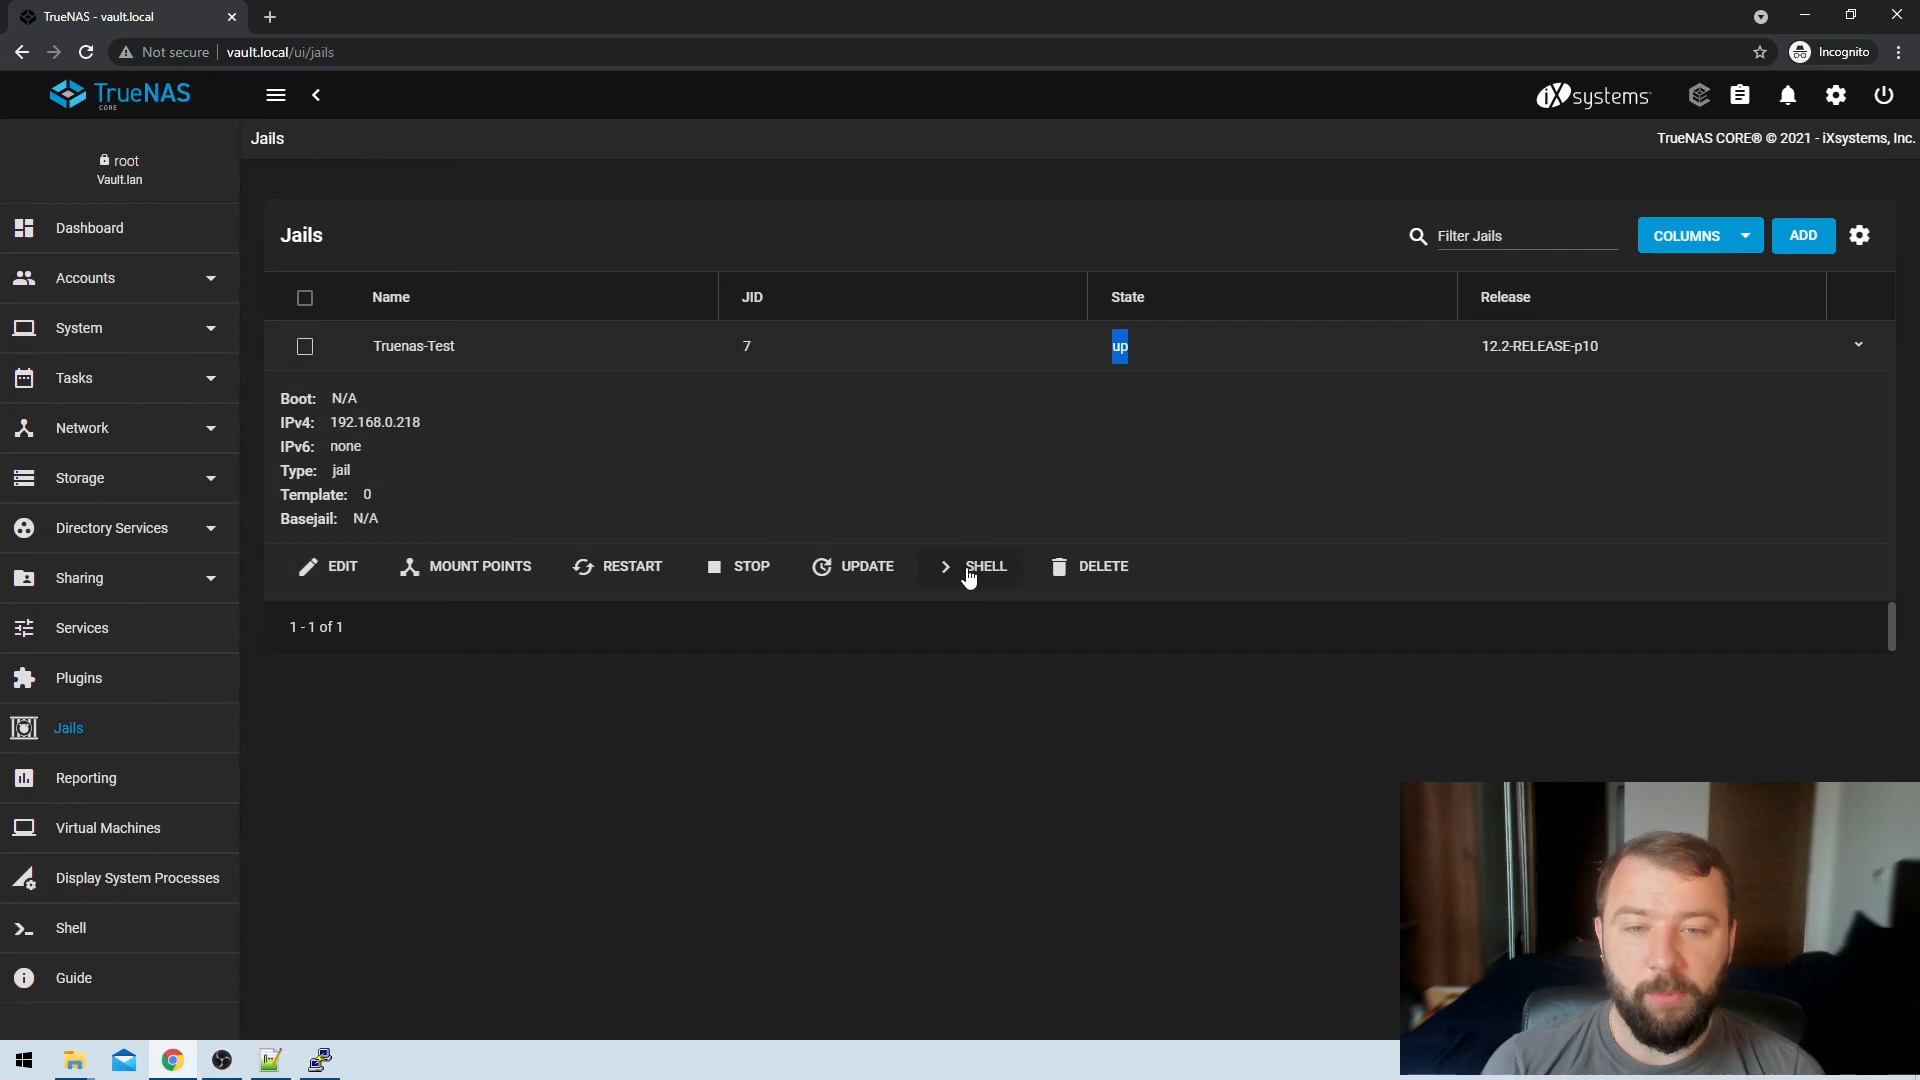 TrueNAS - vault.local
Not secure
vault.local/ui/jails
Incognito
TrueNAS
CORE
iXsystems
Jails
TrueNAS CORE® © 2021 - iXsystems, Inc.
root
Vault.lan
Dashboard
Accounts
System
Tasks
Network
Storage
Directory Services
Sharing
Services
Plugins
Jails
Reporting
Virtual Machines
Display System Processes
Shell
Guide
Jails
Filter Jails
COLUMNS
ADD
Name JID State Release
Truenas-Test 7 up 12.2-RELEASE-p10
Boot: N/A
IPv4: 192.168.0.218
IPv6: none
Type: jail
Template: 0
Basejail: N/A
EDIT MOUNT POINTS RESTART STOP UPDATE SHELL DELETE
1 - 1 of 1